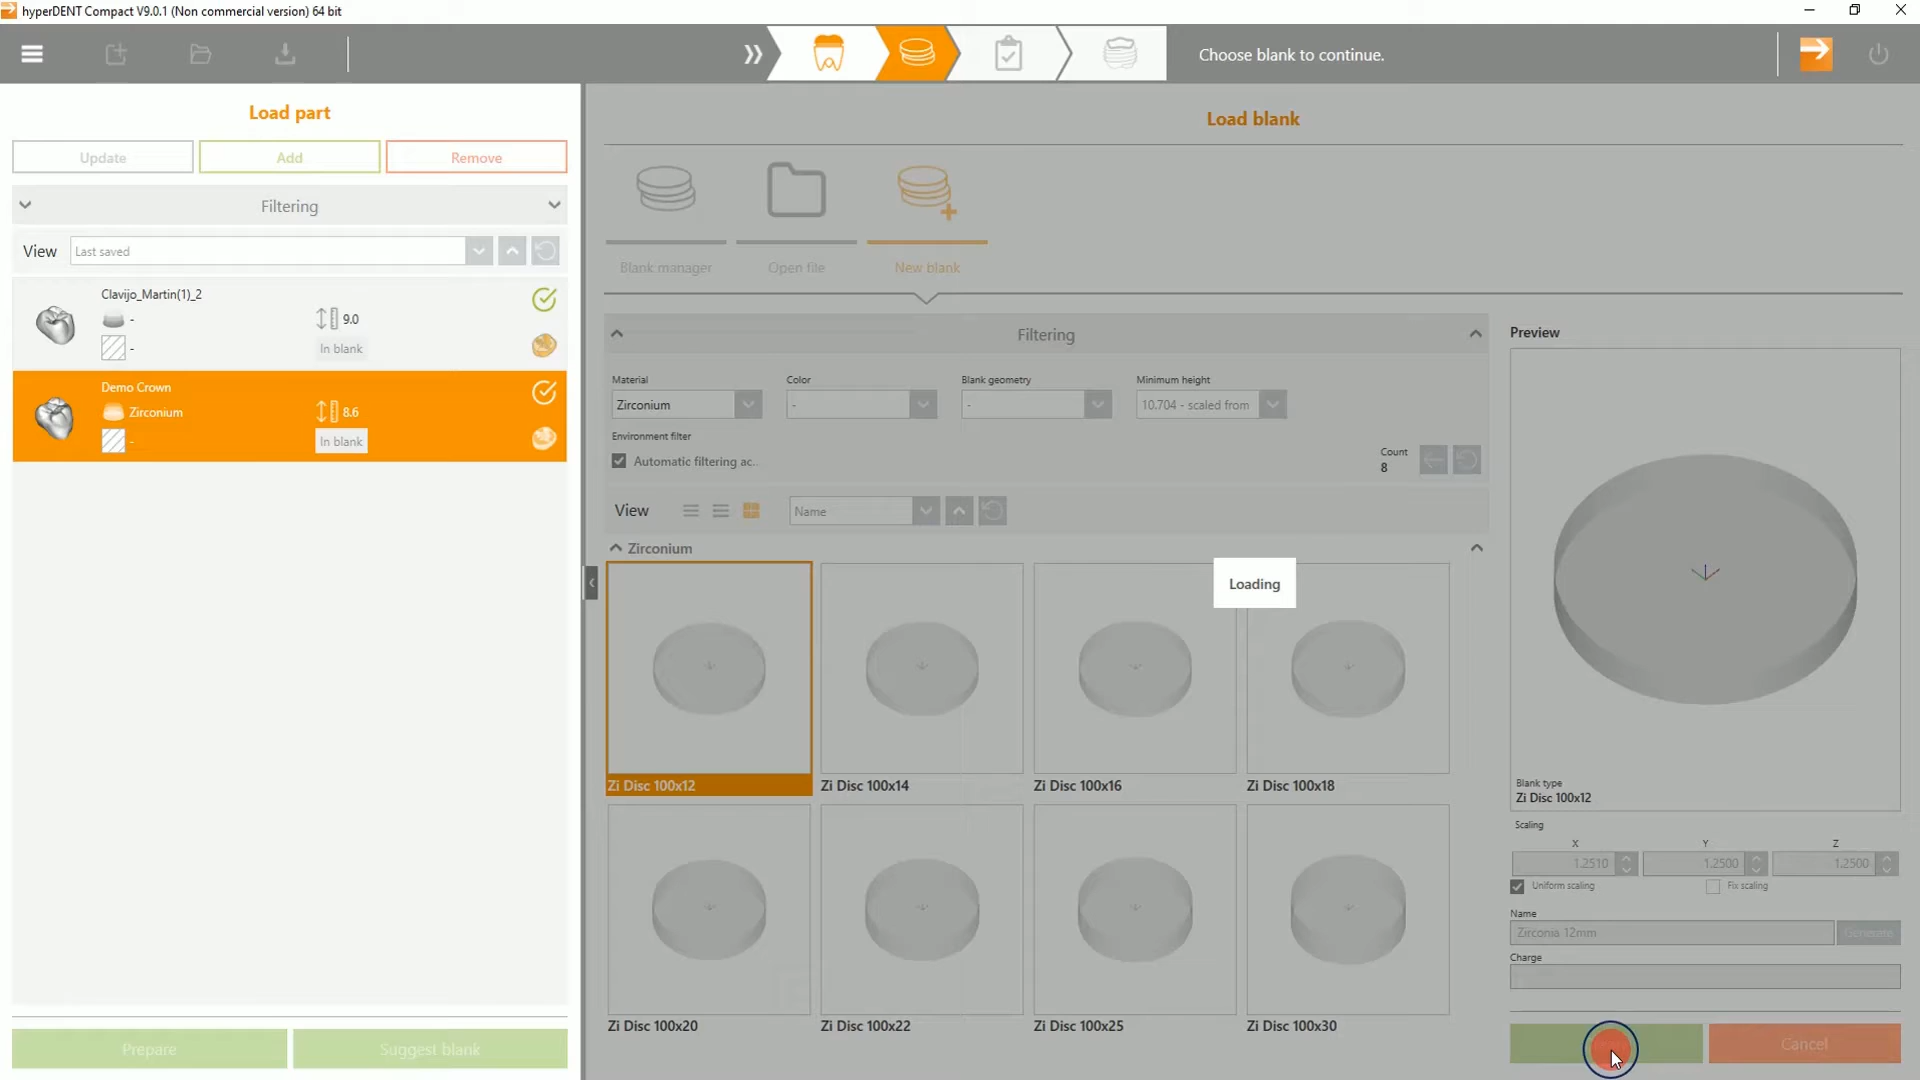 hyperDENT Compact V9.0.1 (Non commercial version) 64 bit
Choose blank to continue.
Load part
Update
Add
Remove
Filtering
View
Last saved
Clavijo_Martin(1)_2
-
9.0
-
In blank
Demo Crown
Zirconium
8.6
-
In blank
Prepare
Suggest blank
Load blank
Blank manager
Open file
New blank
Filtering
Material
Color
Blank geometry
Minimum height
Zirconium
-
-
10.704 - scaled from
Environment filter
Automatic filtering ac...
Count
8
View
Name
Zirconium
Loading
Zi Disc 100x12
Zi Disc 100x14
Zi Disc 100x16
Zi Disc 100x18
Zi Disc 100x20
Zi Disc 100x22
Zi Disc 100x25
Zi Disc 100x30
Preview
Blank type
Zi Disc 100x12
Scaling
X
Y
Z
1.2510
1.2500
1.2500
Uniform scaling
Fix scaling
Name
Zirconia 12mm
Generate
Charge
Cancel